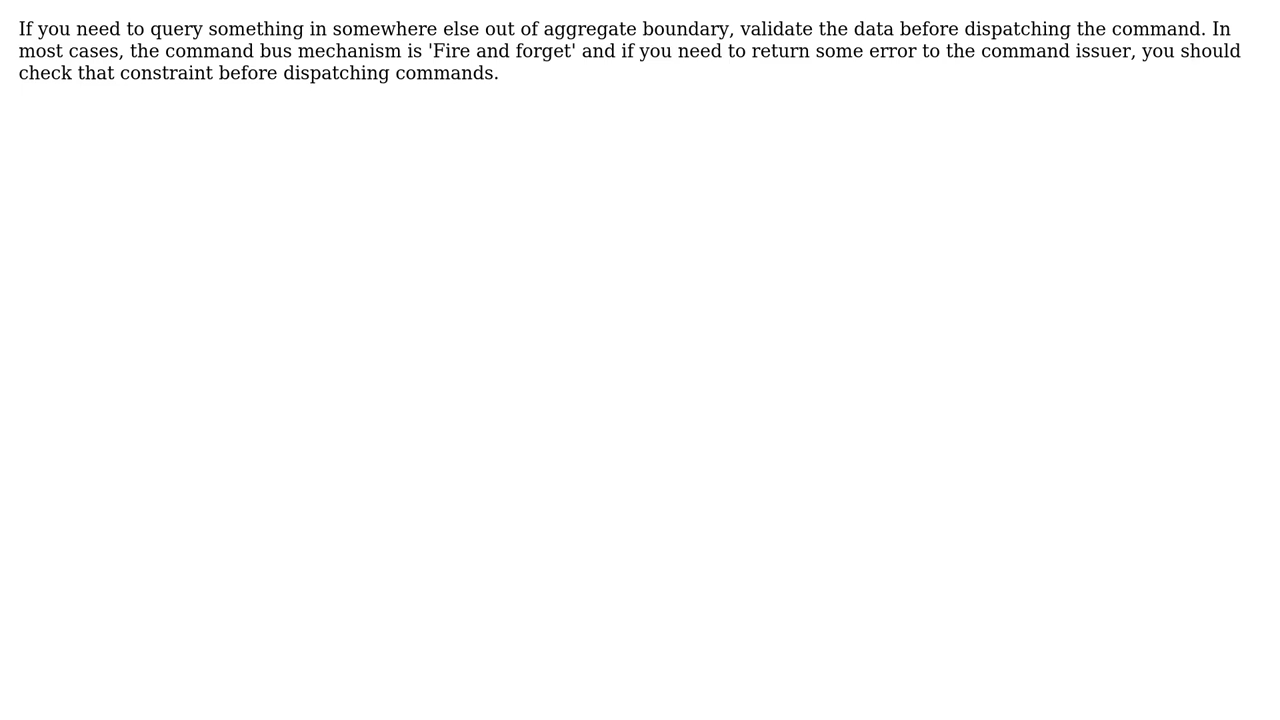 If you need to query something in somewhere else out of aggregate boundary, validate the data before dispatching the command. In
most cases, the command bus mechanism is 'Fire and forget' and if you need to return some error to the command issuer, you should
check that constraint before dispatching commands.